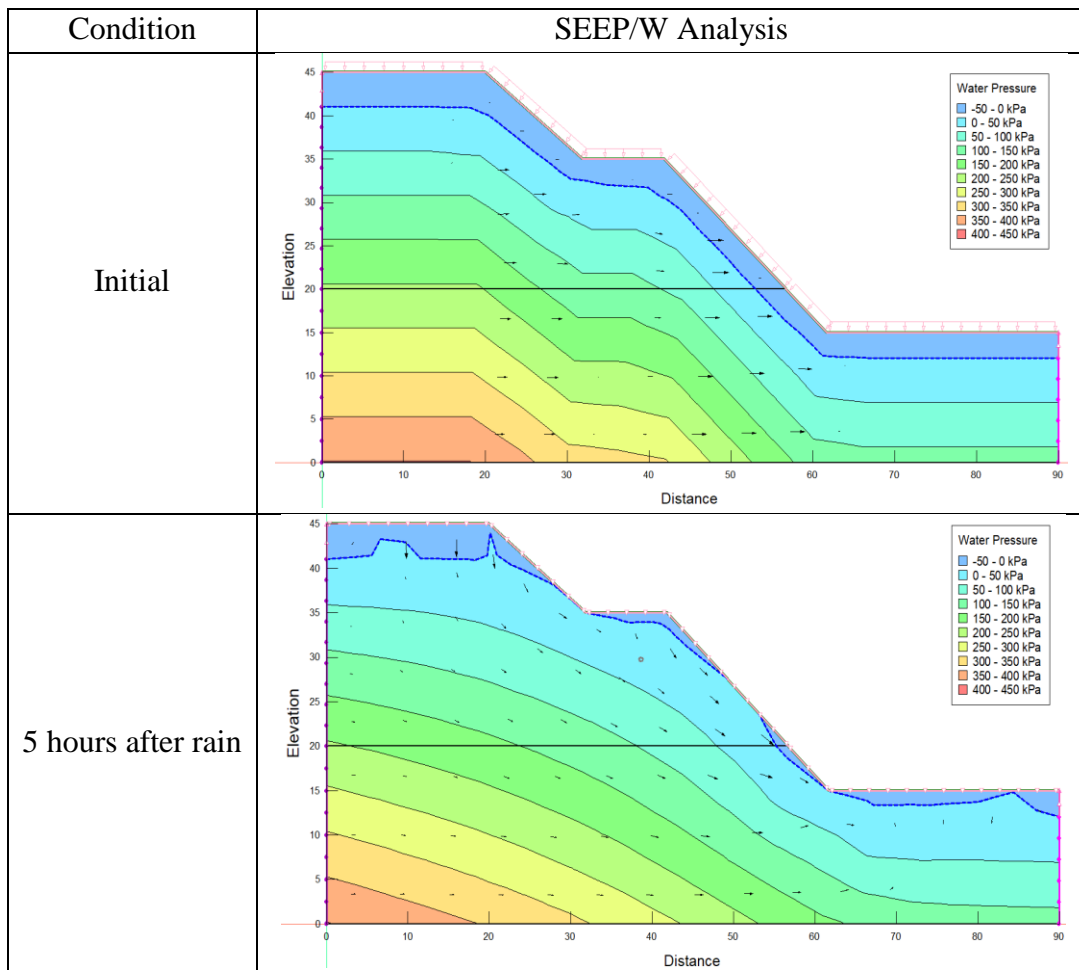 Condition
SEEP/W Analysis
Initial
45
40
35
30
25
20
15
10
5
0
Elevation
0
10
20
30
40
50
60
70
80
90
Distance
Water Pressure
-50 - 0 kPa
0 - 50 kPa
50 - 100 kPa
100 - 150 kPa
150 - 200 kPa
200 - 250 kPa
250 - 300 kPa
300 - 350 kPa
350 - 400 kPa
400 - 450 kPa
5 hours after rain
45
40
35
30
25
20
15
10
5
0
Elevation
0
10
20
30
40
50
60
70
80
90
Distance
Water Pressure
-50 - 0 kPa
0 - 50 kPa
50 - 100 kPa
100 - 150 kPa
150 - 200 kPa
200 - 250 kPa
250 - 300 kPa
300 - 350 kPa
350 - 400 kPa
400 - 450 kPa